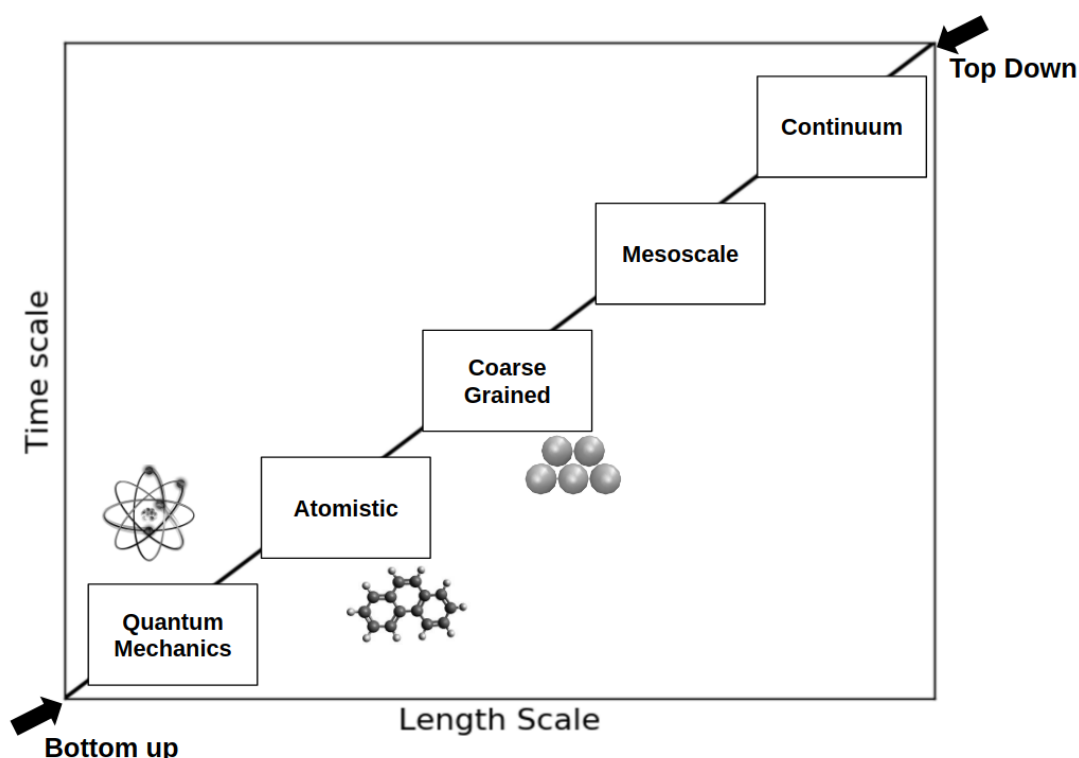 Top Down
Continuum
Mesoscale
Coarse
Grained
Atomistic
Quantum
Mechanics
Time scale
Length Scale
Bottom up